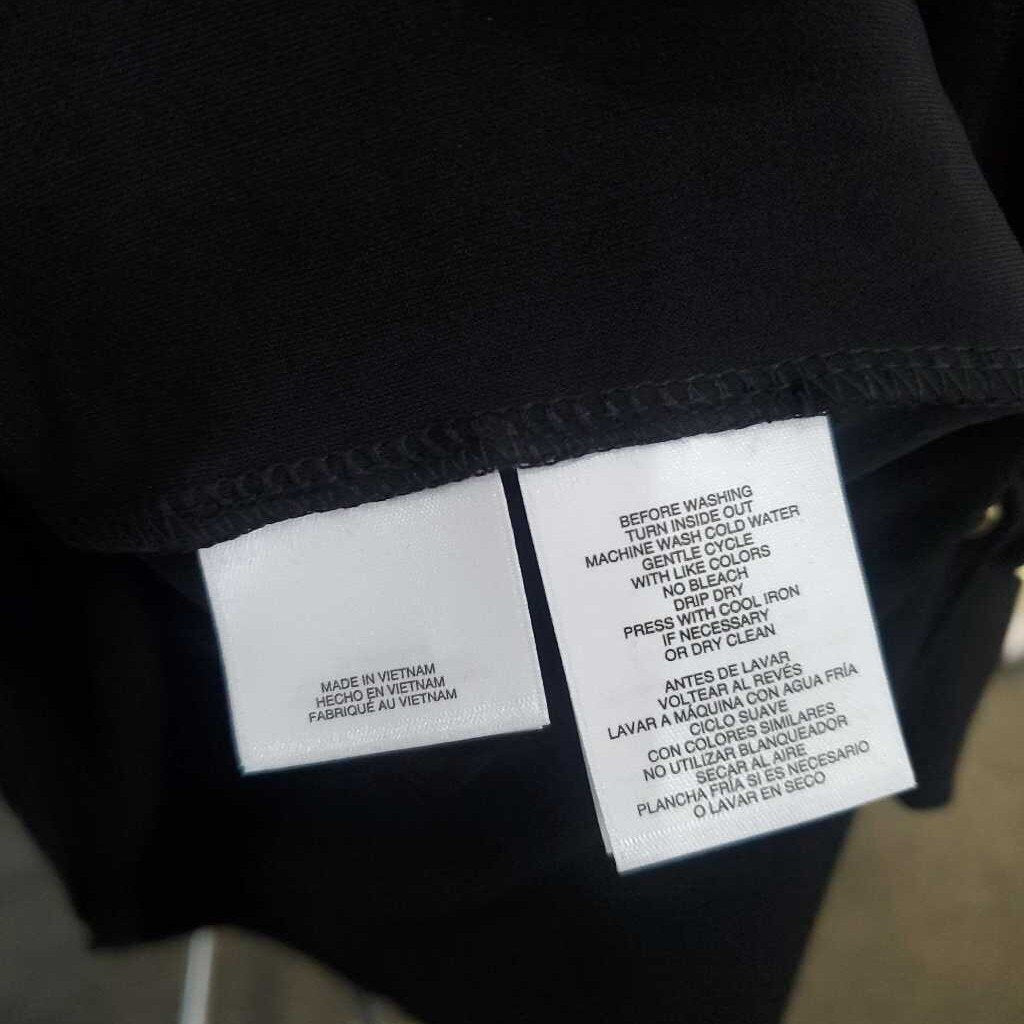 MADE IN VIETNAM
HECHO EN VIETNAM
FABRIQUÉ AU VIETNAM
BEFORE WASHING
TURN INSIDE OUT
MACHINE WASH COLD WATER
GENTLE CYCLE
WITH LIKE COLORS
NO BLEACH
DRIP DRY
PRESS WITH COOL IRON
IF NECESSARY
OR DRY CLEAN
ANTES DE LAVAR
VOLTEAR AL REVÉS
LAVAR A MÁQUINA CON AGUA FRÍA
CICLO SUAVE
CON COLORES SIMILARES
NO UTILIZAR BLANQUEADOR
SECAR AL AIRE
PLANCHA FRÍA SI ES NECESARIO
O LAVAR EN SECO